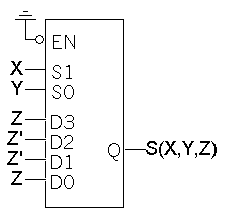 EN
X S1
Y S0
Z D3
Z' D2
Z' D1
Z D0
Q S(X,Y,Z)